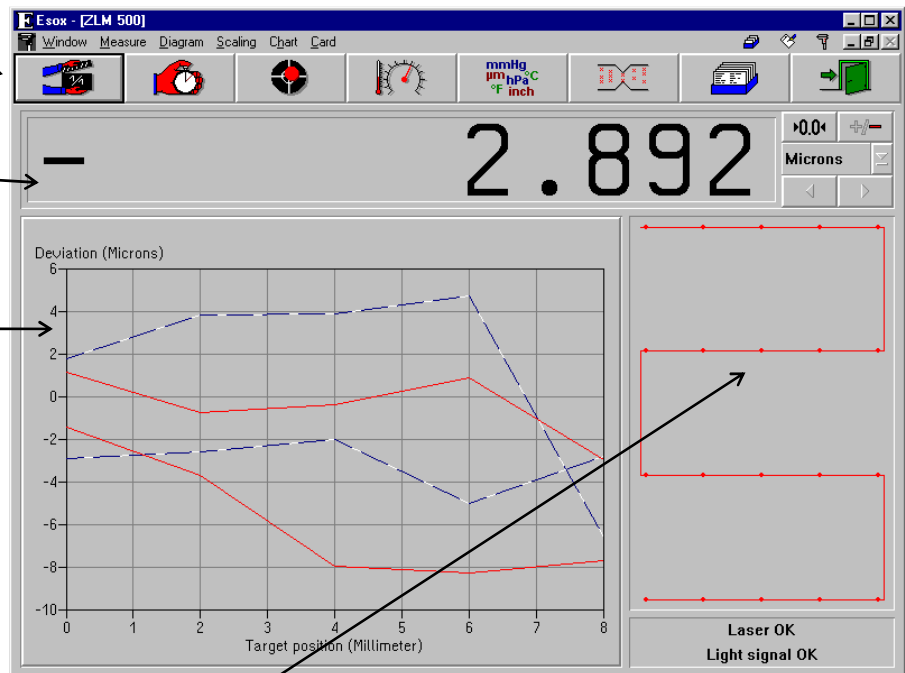 Esox - [ZLM 500]
Window Measure Diagram Scaling Chart Card
1/4
mmHg
µm hPa °C
°F inch
- 2.892
0.0 +/-
Microns
Deviation (Microns)
6
4
2
0
-2
-4
-6
-8
-10
0 1 2 3 4 5 6 7 8
Target position (Millimeter)
Laser OK
Light signal OK